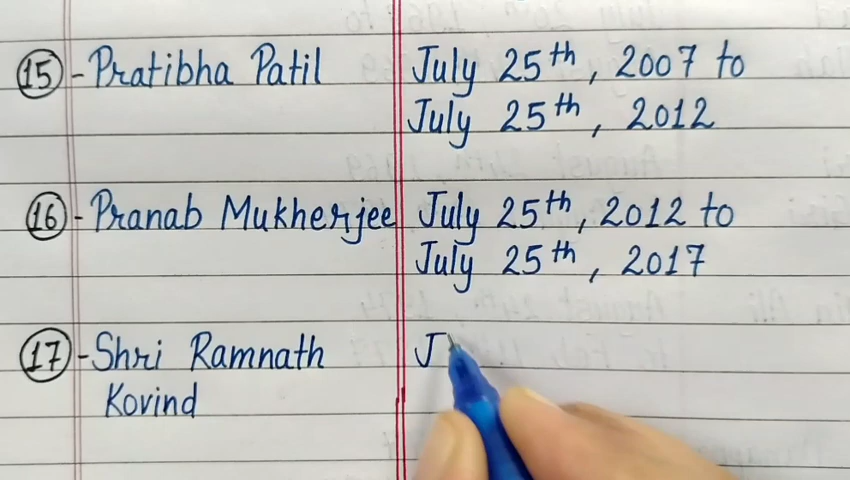 15 - Pratibha Patil July 25th, 2007 to
July 25th, 2012
16 - Pranab Mukherjee July 25th, 2012 to
July 25th, 2017
17 - Shri Ramnath J
Kovind